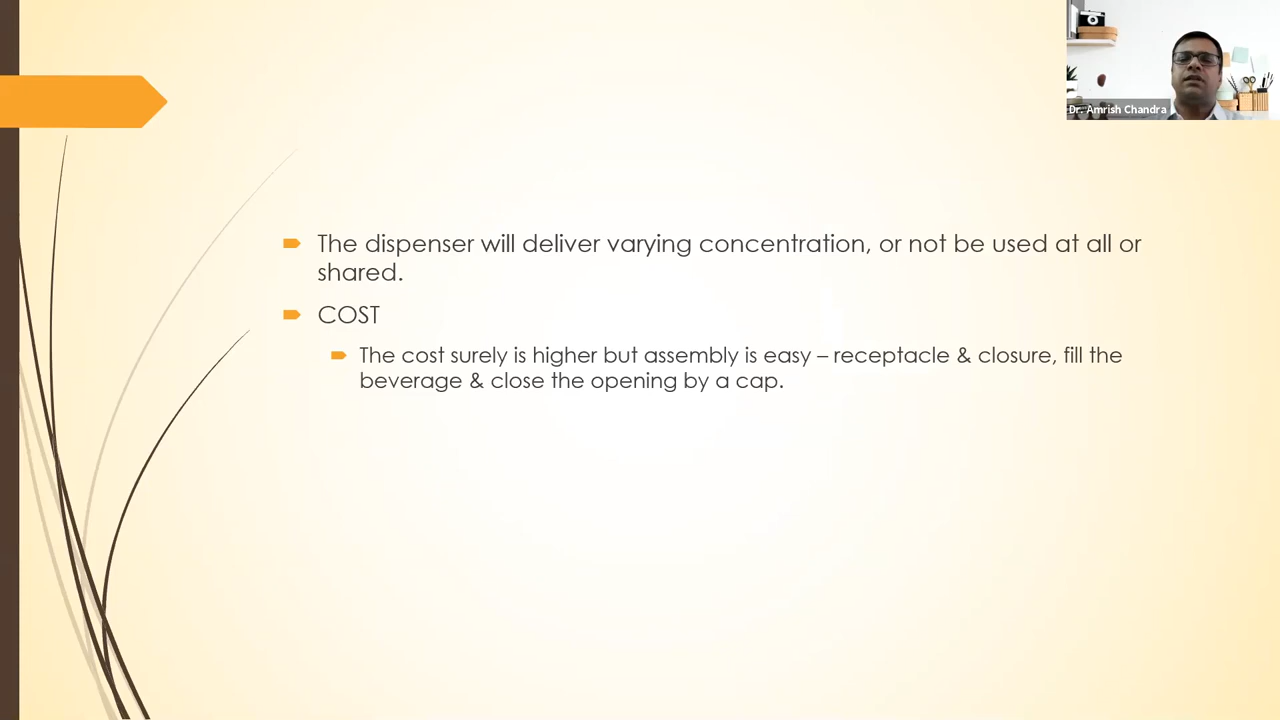 Dr. Amrish Chandra
The dispenser will deliver varying concentration, or not be used at all or
shared.
COST
The cost surely is higher but assembly is easy – receptacle & closure, fill the
beverage & close the opening by a cap.